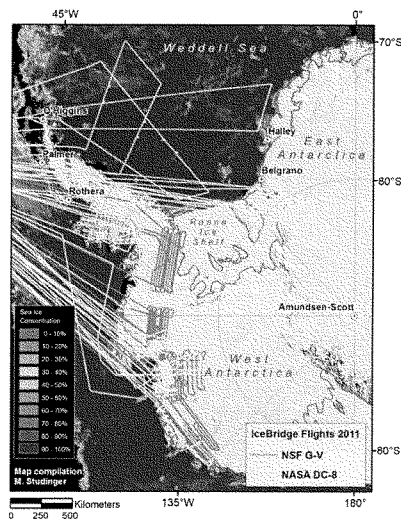 45°W 0°
70°S
Weddell Sea
O'Higgins
Halley
East
Antarctica
Palmer
Belgrano
80°S
Rothera
Ronne
Ice
Shelf
Amundsen-Scott
Sea Ice
Concentration
0 - 10%
10 - 20%
20 - 30%
30 - 40%
40 - 50%
50 - 60%
60 - 70%
70 - 80%
80 - 90%
90 - 100%
West
Antarctica
IceBridge Flights 2011
NSF G-V
NASA DC-8
80°S
Map compilation:
M. Studinger
Kilometers
0 250 500
135°W 180°